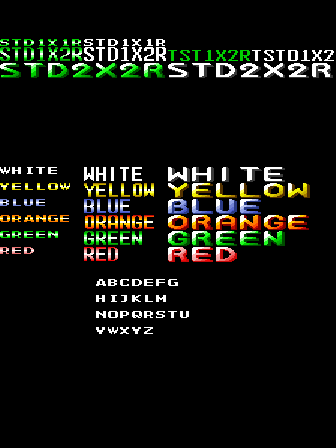 STD1X1RSTD1X1R
STD1X2RSTD1X2RTST1X2RTSTD1X2
STD2X2RSTD2X2R
WHITE WHITE WHITE
YELLOW YELLOW YELLOW
BLUE BLUE BLUE
ORANGE ORANGE ORANGE
GREEN GREEN GREEN
RED RED RED
ABCDEFG
HIJKLM
NOPQRSTU
VWXYZ